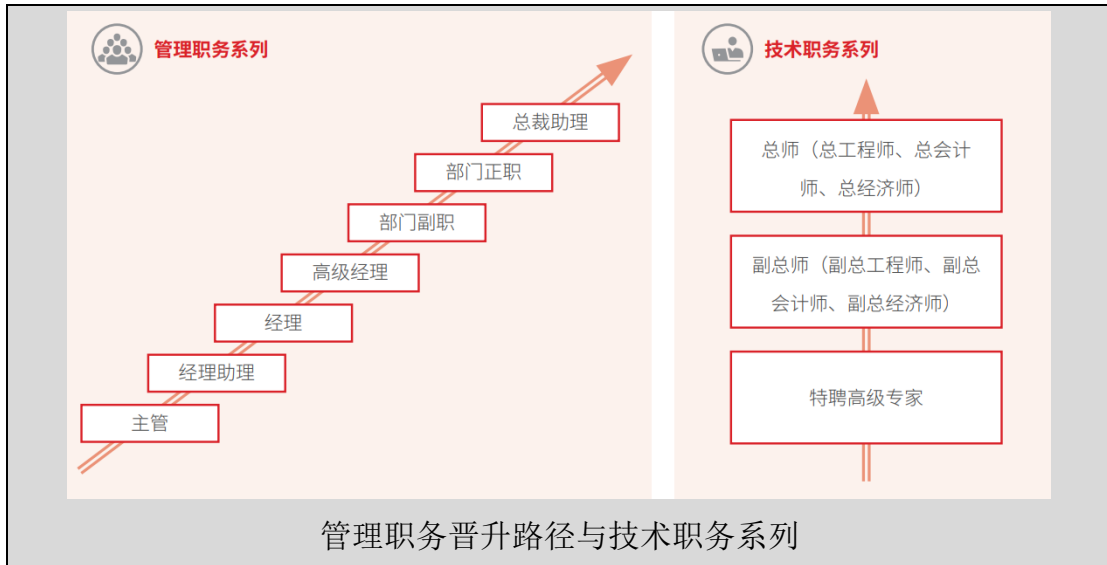 管理职务系列
总裁助理
部门正职
部门副职
高级经理
经理
经理助理
主管
技术职务系列
总师（总工程师、总会计
师、总经济师）
副总师（副总工程师、副总
会计师、副总经济师）
特聘高级专家
管理职务晋升路径与技术职务系列